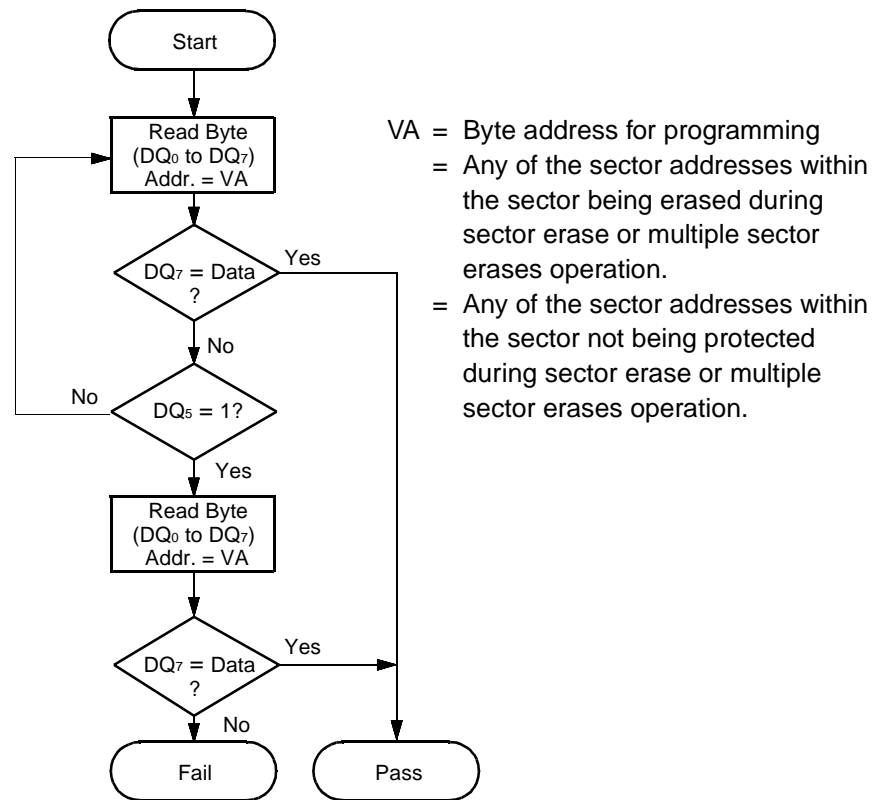 Start
Read Byte
(DQ0 to DQ7)
Addr. = VA
DQ7 = Data
?
Yes
No
DQ5 = 1?
No
Yes
Read Byte
(DQ0 to DQ7)
Addr. = VA
DQ7 = Data
?
Yes
No
Fail
Pass
VA = Byte address for programming
= Any of the sector addresses within
the sector being erased during
sector erase or multiple sector
erases operation.
= Any of the sector addresses within
the sector not being protected
during sector erase or multiple
sector erases operation.